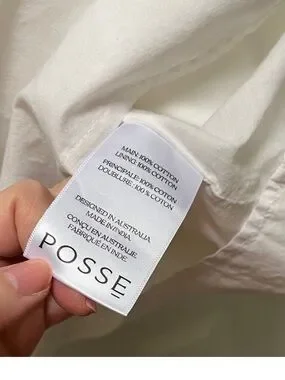 MAIN: 100% COTTON
LINING: 100% COTTON
PRINCIPALE: 100% COTON
DOUBLURE: 100 % COTON
DESIGNED IN AUSTRALIA.
MADE IN INDIA.
CONÇU EN AUSTRALIE.
FABRIQUÉ EN INDE.
POSSE